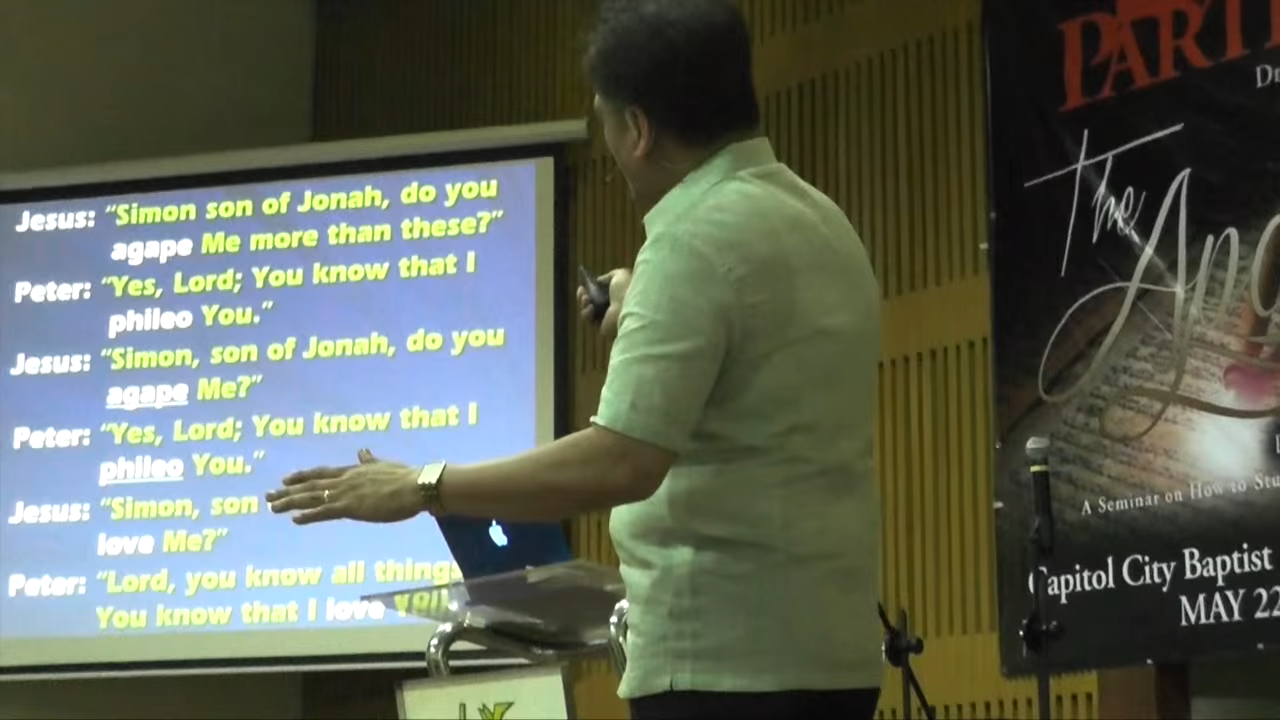 Jesus: “Simon son of Jonah, do you
agape Me more than these?”
Peter: “Yes, Lord; You know that I
phileo You.”
Jesus: “Simon, son of Jonah, do you
agape Me?”
Peter: “Yes, Lord; You know that I
phileo You.”
Jesus: “Simon, son
love Me?”
Peter: “Lord, you know all things
You know that I love You
The
A Seminar on How to
Capitol City Baptist
MAY 22